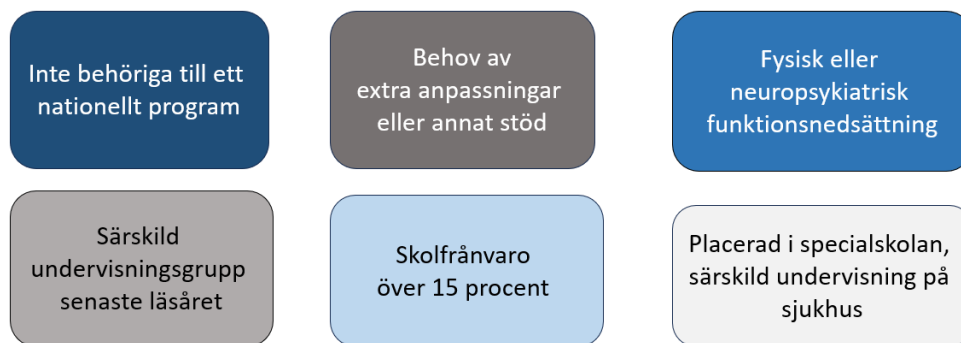 Inte behöriga till ett
nationellt program
Behov av
extra anpassningar
eller annat stöd
Fysisk eller
neuropsykiatrisk
funktionsnedsättning
Särskild
undervisningsgrupp
senaste läsåret
Skolfrånvaro
över 15 procent
Placerad i specialskolan,
särskild undervisning på
sjukhus